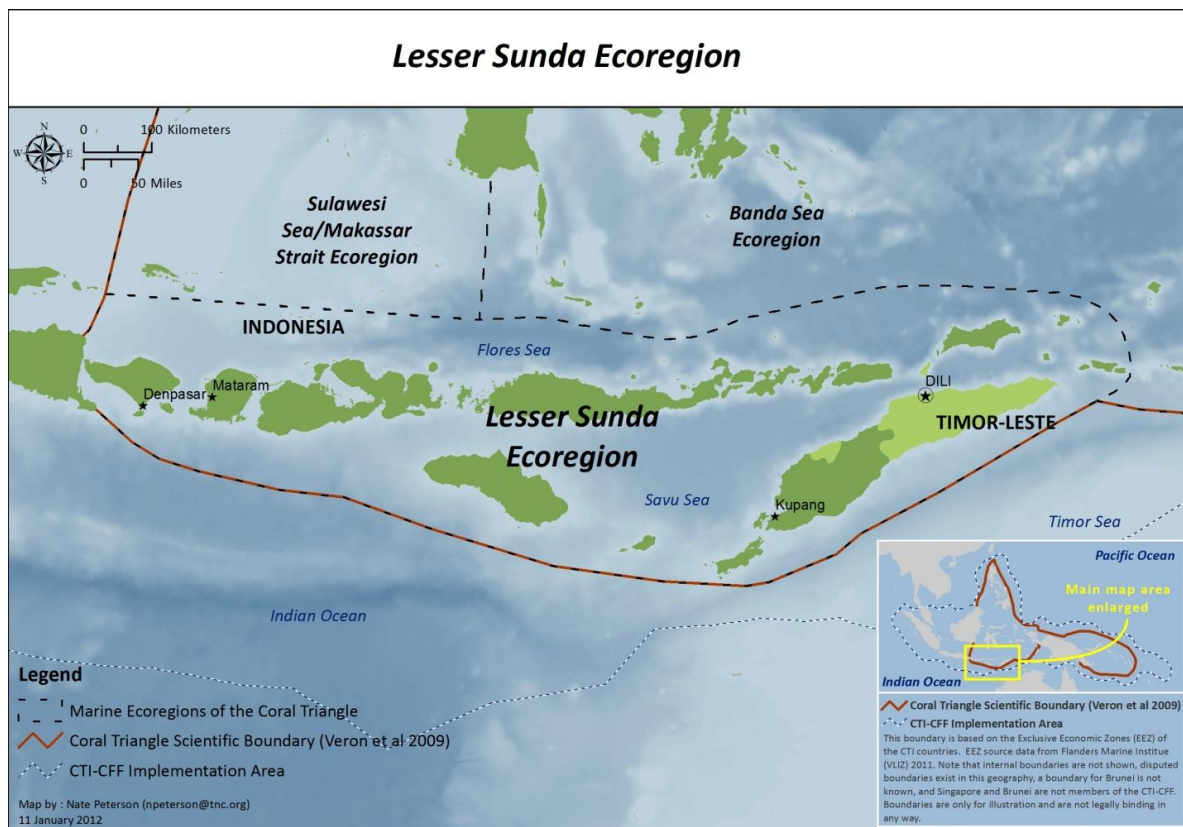 Lesser Sunda Ecoregion
N
W E
S
0 100 Kilometers
0 50 Miles
Sulawesi
Sea/Makassar
Strait Ecoregion
Banda Sea
Ecoregion
INDONESIA
Flores Sea
Denpasar
Mataram
DILI
Lesser Sunda
Ecoregion
TIMOR-LESTE
Savu Sea
Kupang
Timor Sea
Indian Ocean
Pacific Ocean
Main map area
enlarged
Indian Ocean
Legend
Marine Ecoregions of the Coral Triangle
Coral Triangle Scientific Boundary (Veron et al 2009)
CTI-CFF Implementation Area
Map by : Nate Peterson (npeterson@tnc.org)
11 January 2012
Coral Triangle Scientific Boundary (Veron et al 2009)
CTI-CFF Implementation Area
This boundary is based on the Exclusive Economic Zones (EEZ) of
the CTI countries. EEZ source data from Flanders Marine Institue
(VLIZ) 2011. Note that internal boundaries are not shown, disputed
boundaries exist in this geography, a boundary for Brunei is not
known, and Singapore and Brunei are not members of the CTI-CFF.
Boundaries are only for illustration and are not legally binding in
any way.